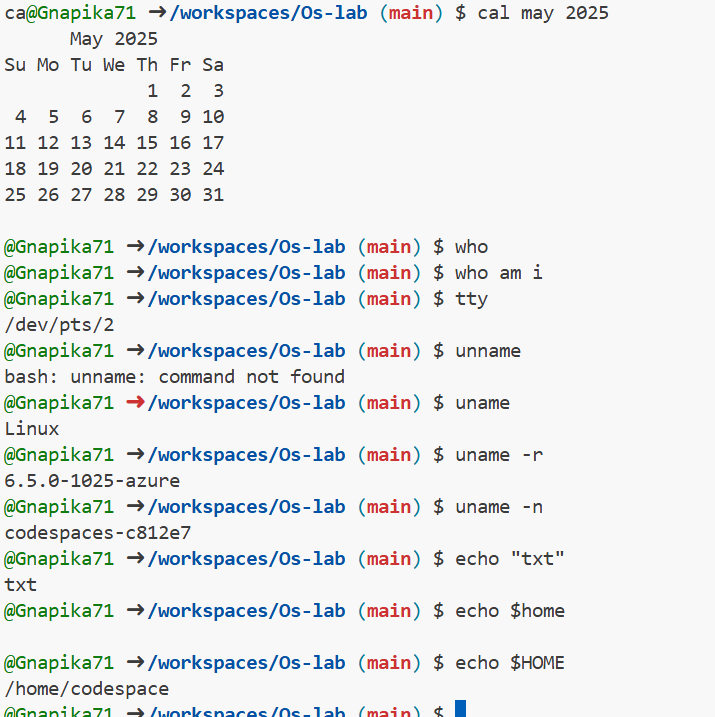 ca@Gnapika71 ➜/workspaces/Os-lab (main) $ cal may 2025
      May 2025
Su Mo Tu We Th Fr Sa
             1  2  3
 4  5  6  7  8  9 10
11 12 13 14 15 16 17
18 19 20 21 22 23 24
25 26 27 28 29 30 31
@Gnapika71 ➜/workspaces/Os-lab (main) $ who
@Gnapika71 ➜/workspaces/Os-lab (main) $ who am i
@Gnapika71 ➜/workspaces/Os-lab (main) $ tty
/dev/pts/2
@Gnapika71 ➜/workspaces/Os-lab (main) $ unname
bash: unname: command not found
@Gnapika71 ➜/workspaces/Os-lab (main) $ uname
Linux
@Gnapika71 ➜/workspaces/Os-lab (main) $ uname -r
6.5.0-1025-azure
@Gnapika71 ➜/workspaces/Os-lab (main) $ uname -n
codespaces-c812e7
@Gnapika71 ➜/workspaces/Os-lab (main) $ echo "txt"
txt
@Gnapika71 ➜/workspaces/Os-lab (main) $ echo $home
@Gnapika71 ➜/workspaces/Os-lab (main) $ echo $HOME
/home/codespace
@Gnapika71 ➜/workspaces/Os-lab (main) $